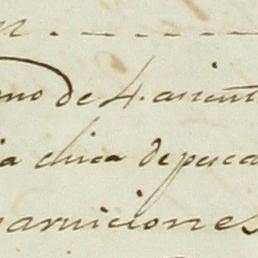 mo de 4. asient
a chica de pesca
arniciones